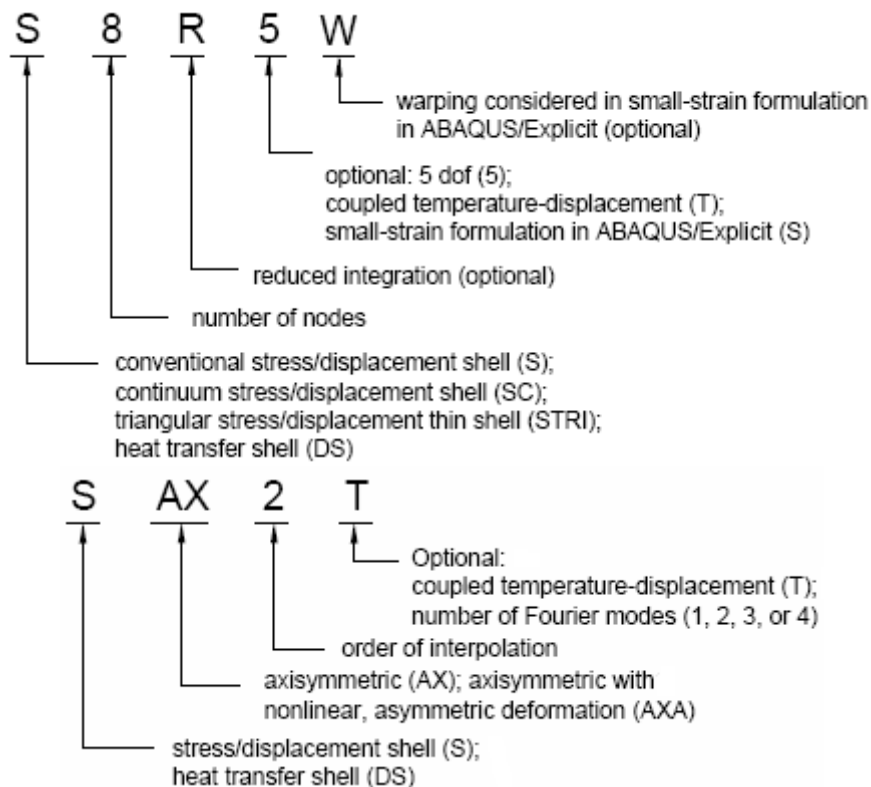 S 8 R 5 W
warping considered in small-strain formulation
in ABAQUS/Explicit (optional)
optional: 5 dof (5);
coupled temperature-displacement (T);
small-strain formulation in ABAQUS/Explicit (S)
reduced integration (optional)
number of nodes
conventional stress/displacement shell (S);
continuum stress/displacement shell (SC);
triangular stress/displacement thin shell (STRI);
heat transfer shell (DS)
S AX 2 T
Optional:
coupled temperature-displacement (T);
number of Fourier modes (1, 2, 3, or 4)
order of interpolation
axisymmetric (AX); axisymmetric with
nonlinear, asymmetric deformation (AXA)
stress/displacement shell (S);
heat transfer shell (DS)